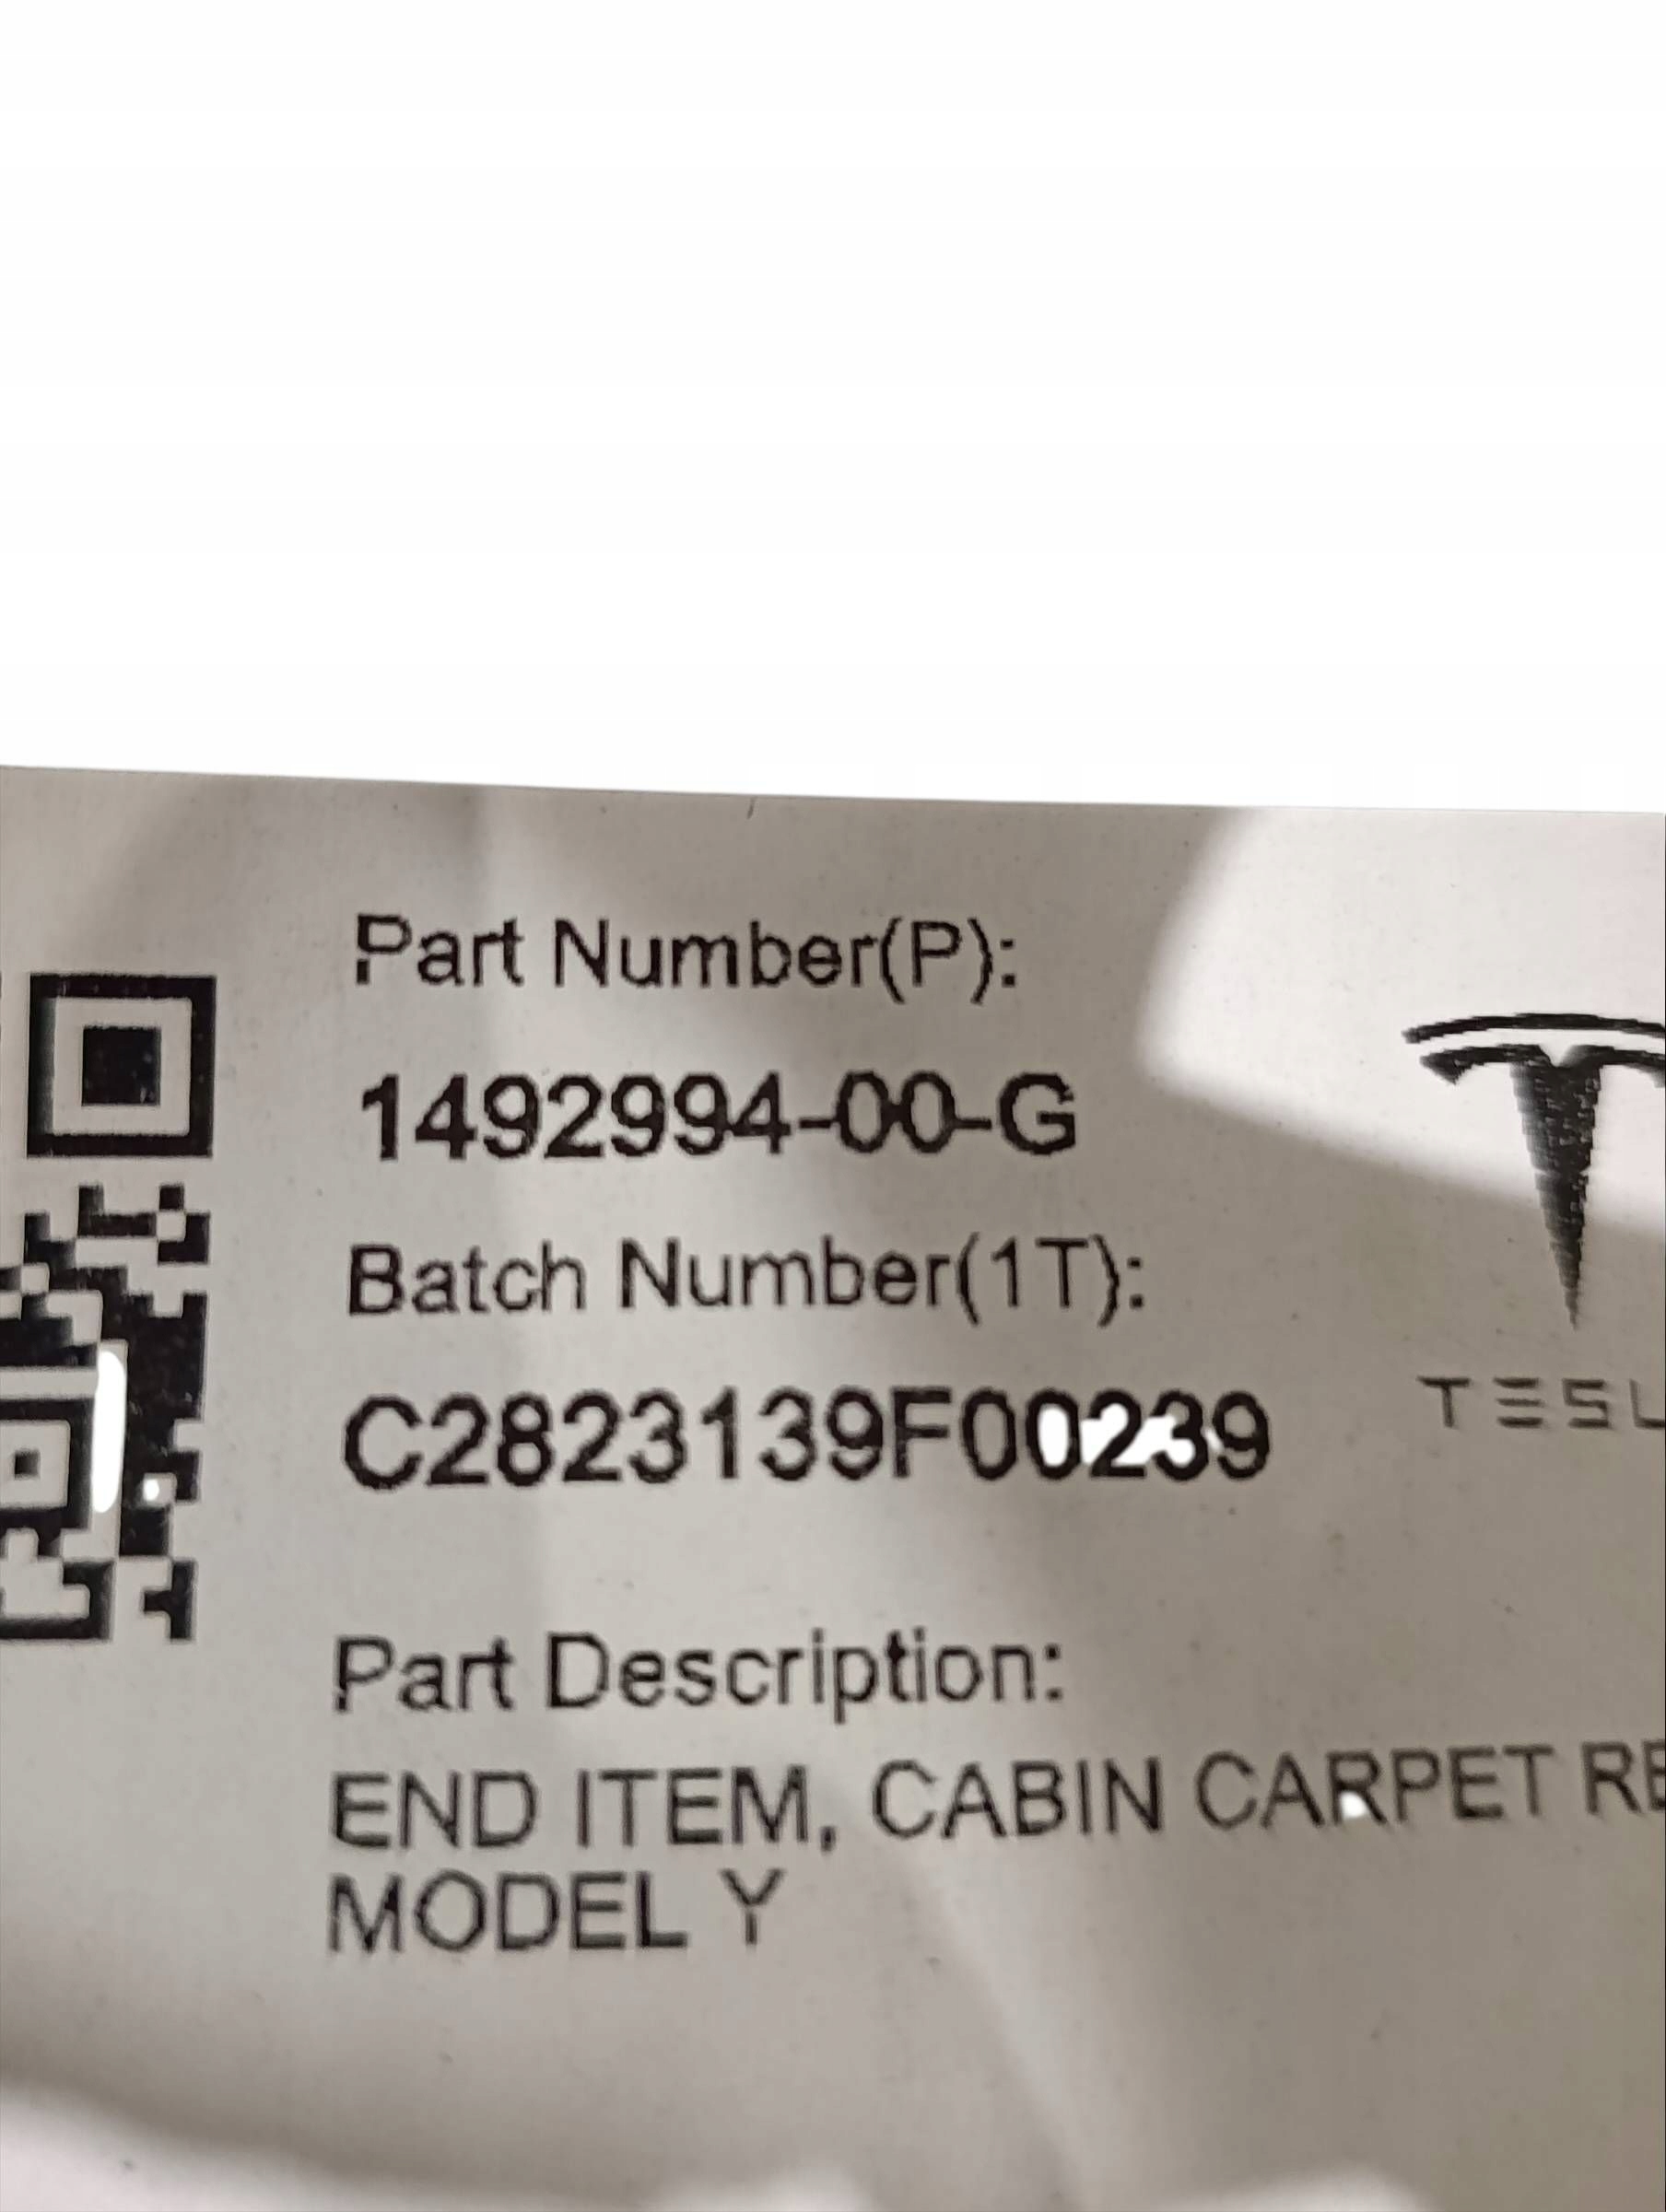 Part Number(P):
1492994-00-G
Batch Number(1T):
C2823139F00239
TESL
Part Description:
END ITEM, CABIN CARPET RE
MODEL Y